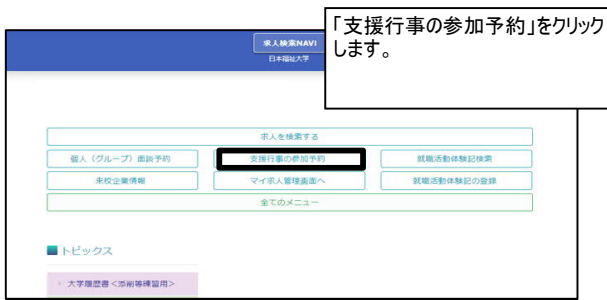 「支援行事の参加予約」をクリック
します。
求人検索NAVI
日本福祉大学
求人を検索する
個人（グループ）面談予約
支援行事の参加予約
就職活動体験記検索
来校企業情報
マイ求人管理画面へ
就職活動体験記の登録
全てのメニュー
トピックス
大学履歴書＜添削等練習用＞